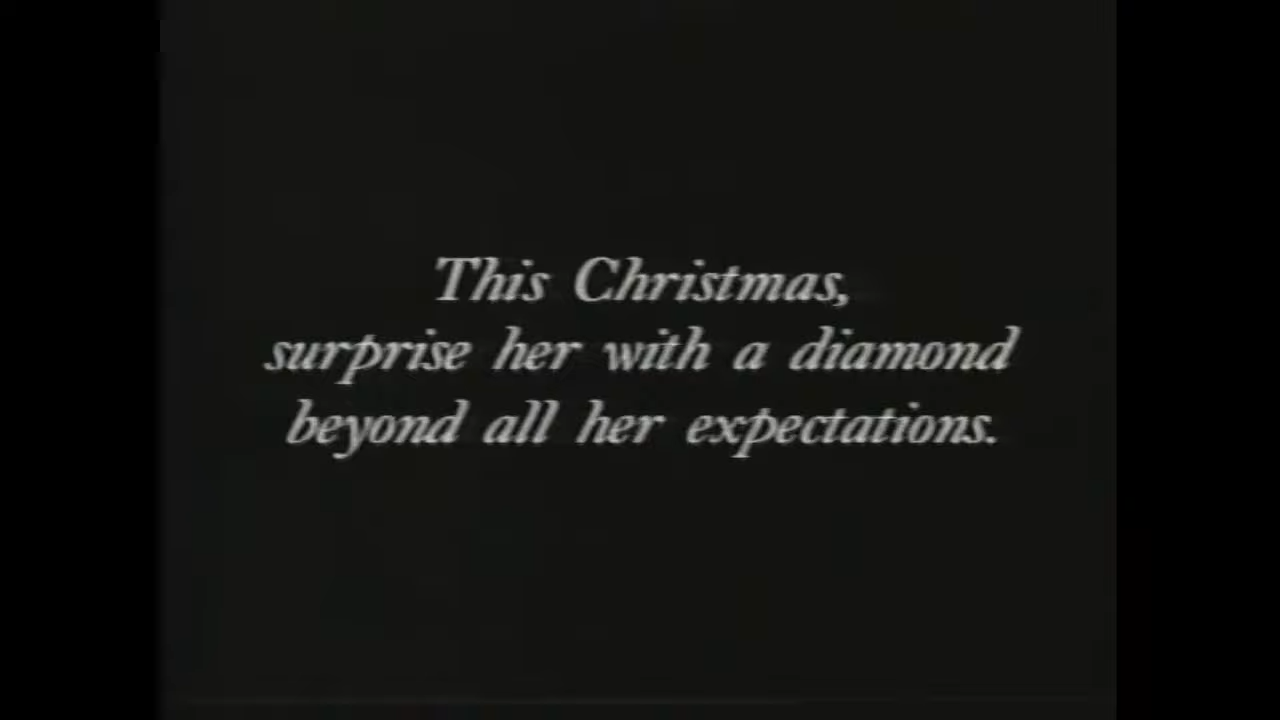 This Christmas,
surprise her with a diamond
beyond all her expectations.